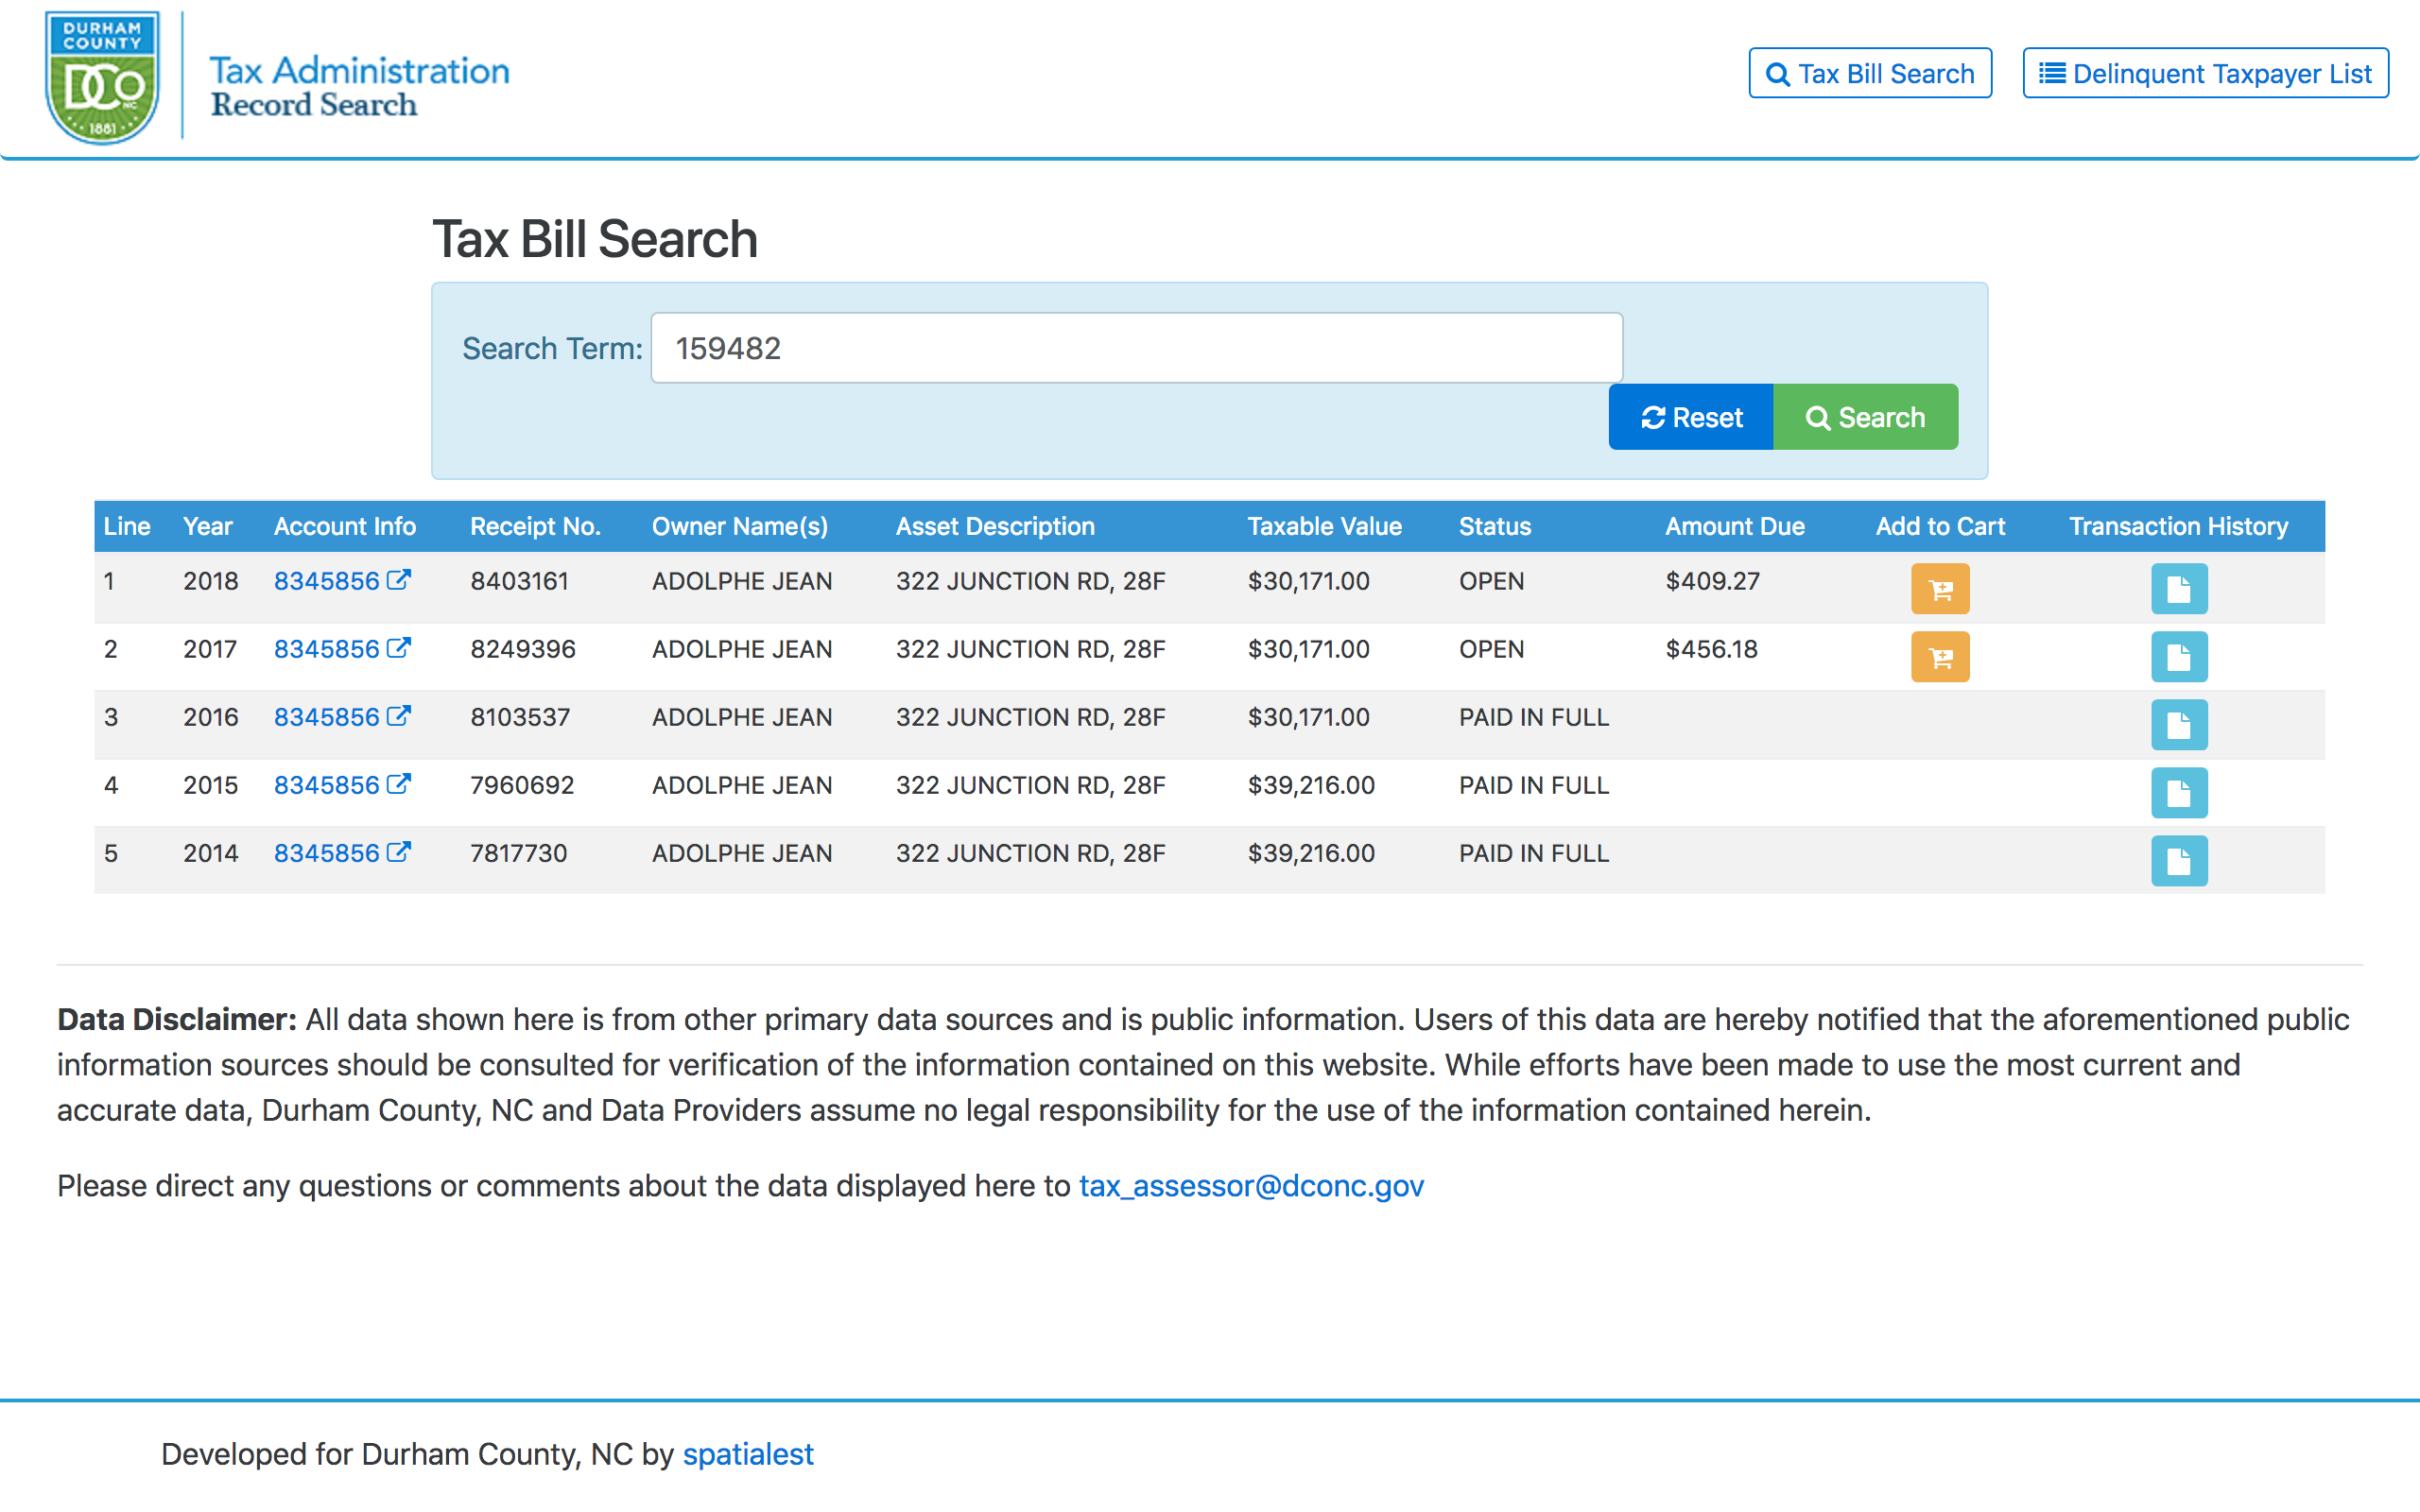 DURHAM
COUNTY
DCO
NC
1881
Tax Administration
Record Search
Tax Bill Search
Delinquent Taxpayer List
Tax Bill Search
Search Term: 159482
Reset Search
Line Year Account Info Receipt No. Owner Name(s) Asset Description Taxable Value Status Amount Due Add to Cart Transaction History
1 2018 8345856 8403161 ADOLPHE JEAN 322 JUNCTION RD, 28F $30,171.00 OPEN $409.27
2 2017 8345856 8249396 ADOLPHE JEAN 322 JUNCTION RD, 28F $30,171.00 OPEN $456.18
3 2016 8345856 8103537 ADOLPHE JEAN 322 JUNCTION RD, 28F $30,171.00 PAID IN FULL
4 2015 8345856 7960692 ADOLPHE JEAN 322 JUNCTION RD, 28F $39,216.00 PAID IN FULL
5 2014 8345856 7817730 ADOLPHE JEAN 322 JUNCTION RD, 28F $39,216.00 PAID IN FULL
Data Disclaimer: All data shown here is from other primary data sources and is public information. Users of this data are hereby notified that the aforementioned public
information sources should be consulted for verification of the information contained on this website. While efforts have been made to use the most current and
accurate data, Durham County, NC and Data Providers assume no legal responsibility for the use of the information contained herein.
Please direct any questions or comments about the data displayed here to tax_assessor@dconc.gov
Developed for Durham County, NC by spatialest